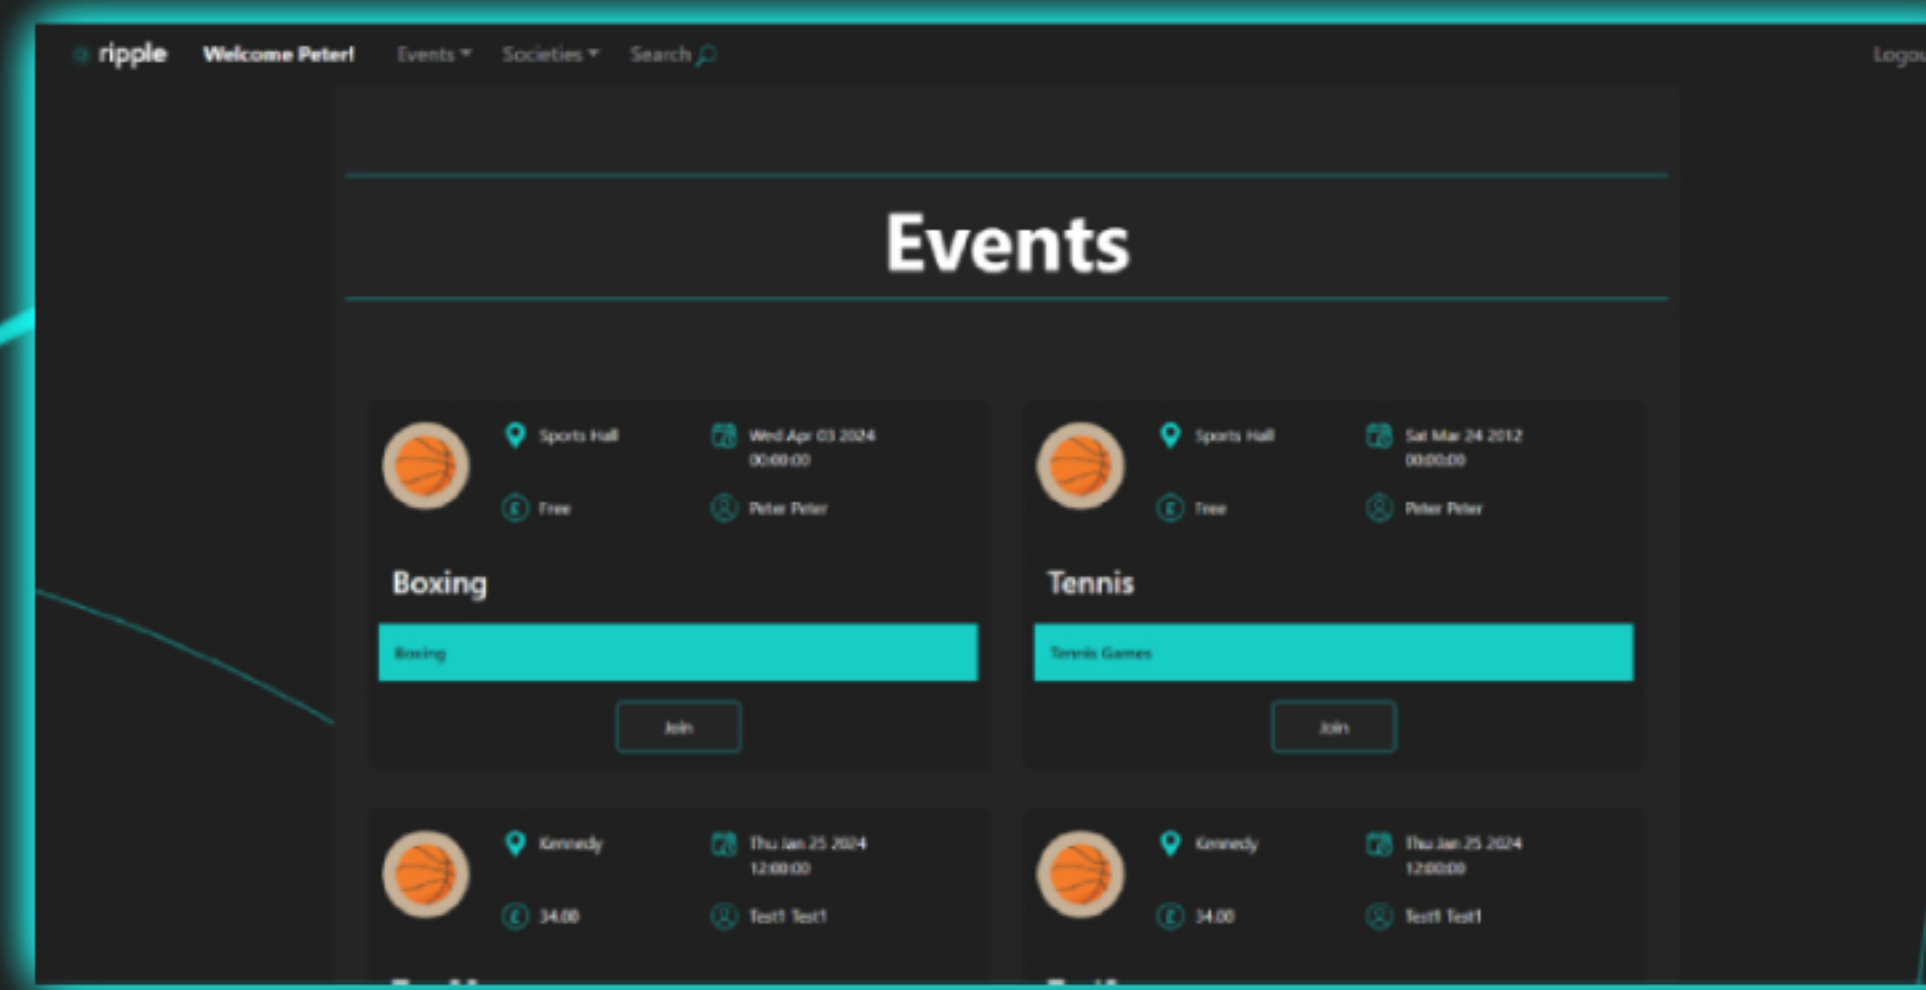 ripple Welcome Peter! Events Societies Search Logou
Events
Sports Hall
Wed Apr 03 2024
00:00:00
Free
Peter Peter
Boxing
Boxing
Join
Sports Hall
Sat Mar 24 2012
00:00:00
Free
Peter Peter
Tennis
Tennis Games
Join
Kennedy
Thu Jan 25 2024
12:00:00
£ 34.00
Test1 Test1
Kennedy
Thu Jan 25 2024
12:00:00
£ 34.00
Test1 Test1